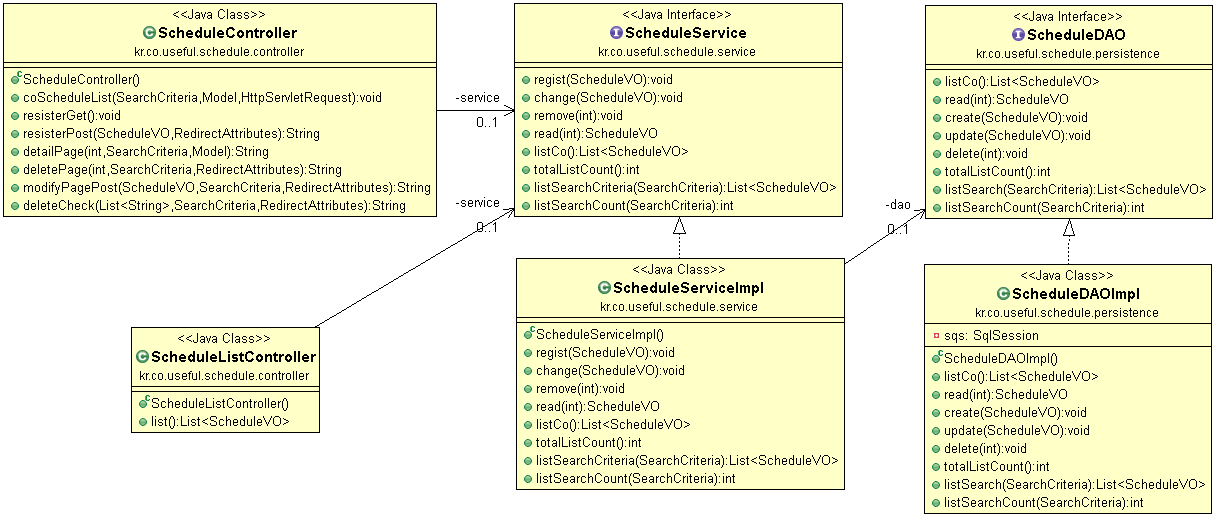 <<Java Class>>
ScheduleController
kr.co.useful.schedule.controller
ScheduleController()
coScheduleList(SearchCriteria,Model,HttpServletRequest):void
resisterGet():void
resisterPost(ScheduleVO,RedirectAttributes):String
detailPage(int,SearchCriteria,Model):String
deletePage(int,SearchCriteria,RedirectAttributes):String
modifyPagePost(ScheduleVO,SearchCriteria,RedirectAttributes):String
deleteCheck(List<String>,SearchCriteria,RedirectAttributes):String
-service
0..1
<<Java Interface>>
ScheduleService
kr.co.useful.schedule.service
regist(ScheduleVO):void
change(ScheduleVO):void
remove(int):void
read(int):ScheduleVO
listCo():List<ScheduleVO>
totalListCount():int
listSearchCriteria(SearchCriteria):List<ScheduleVO>
listSearchCount(SearchCriteria):int
<<Java Interface>>
ScheduleDAO
kr.co.useful.schedule.persistence
listCo():List<ScheduleVO>
read(int):ScheduleVO
create(ScheduleVO):void
update(ScheduleVO):void
delete(int):void
totalListCount():int
listSearch(SearchCriteria):List<ScheduleVO>
listSearchCount(SearchCriteria):int
-service
0..1
-dao
0..1
<<Java Class>>
ScheduleListController
kr.co.useful.schedule.controller
ScheduleListController()
list():List<ScheduleVO>
<<Java Class>>
ScheduleServiceImpl
kr.co.useful.schedule.service
ScheduleServiceImpl()
regist(ScheduleVO):void
change(ScheduleVO):void
remove(int):void
read(int):ScheduleVO
listCo():List<ScheduleVO>
totalListCount():int
listSearchCriteria(SearchCriteria):List<ScheduleVO>
listSearchCount(SearchCriteria):int
<<Java Class>>
ScheduleDAOImpl
kr.co.useful.schedule.persistence
sqs: SqlSession
ScheduleDAOImpl()
listCo():List<ScheduleVO>
read(int):ScheduleVO
create(ScheduleVO):void
update(ScheduleVO):void
delete(int):void
totalListCount():int
listSearch(SearchCriteria):List<ScheduleVO>
listSearchCount(SearchCriteria):int